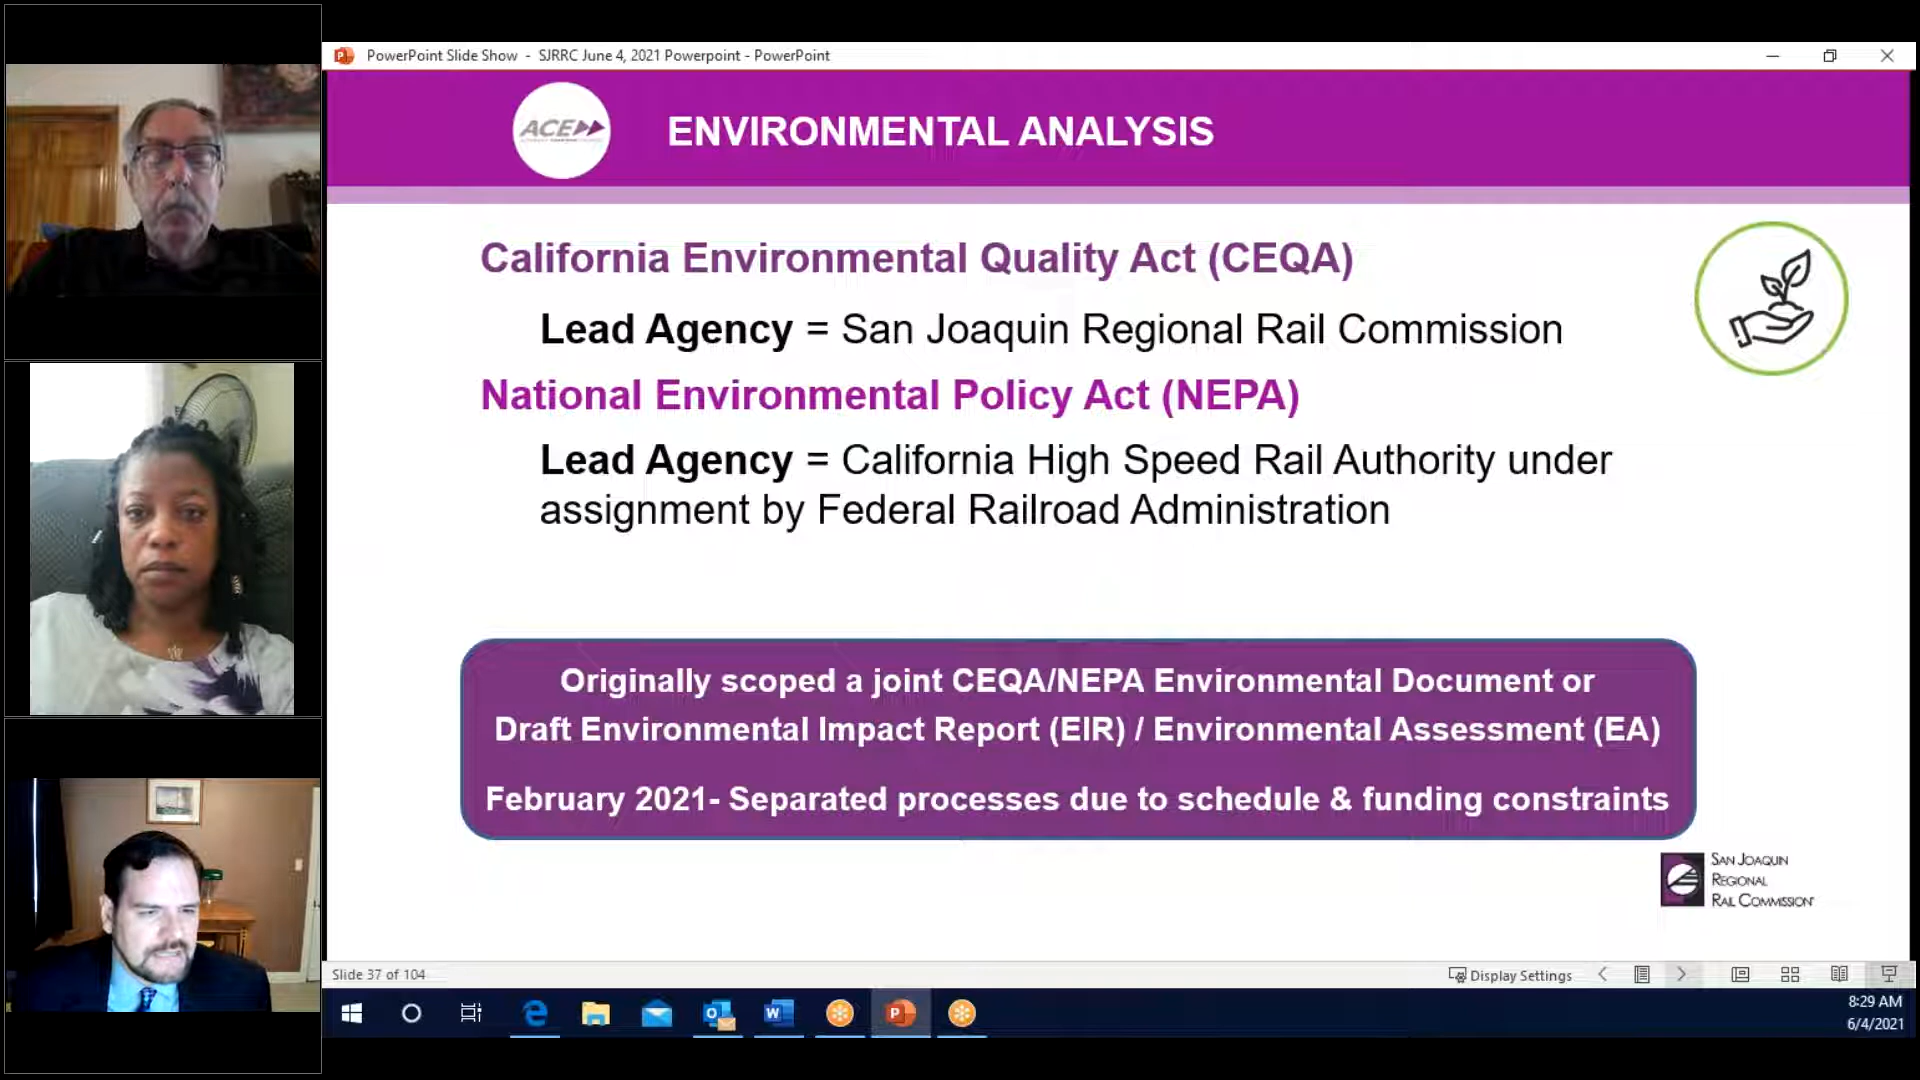 PowerPoint Slide Show - SJRRC June 4, 2021 Powerpoint - PowerPoint
ACE
ENVIRONMENTAL ANALYSIS
California Environmental Quality Act (CEQA)
Lead Agency = San Joaquin Regional Rail Commission
National Environmental Policy Act (NEPA)
Lead Agency = California High Speed Rail Authority under
assignment by Federal Railroad Administration
Originally scoped a joint CEQA/NEPA Environmental Document or
Draft Environmental Impact Report (EIR) / Environmental Assessment (EA)
February 2021- Separated processes due to schedule & funding constraints
SAN JOAQUIN
REGIONAL
RAIL COMMISSION
Slide 37 of 104
Display Settings
8:29 AM
6/4/2021